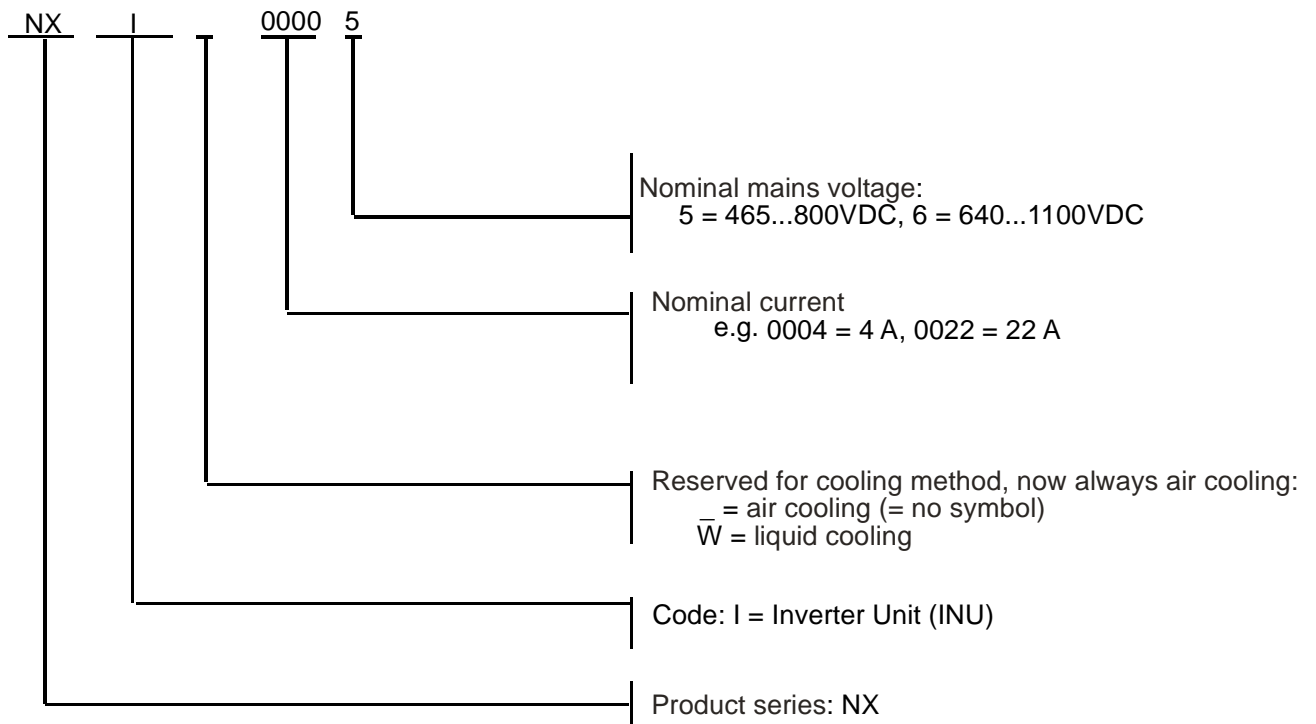 NX I _ 0000 5
Nominal mains voltage:
5 = 465...800VDC, 6 = 640...1100VDC
Nominal current
e.g. 0004 = 4 A, 0022 = 22 A
Reserved for cooling method, now always air cooling:
_ = air cooling (= no symbol)
W = liquid cooling
Code: I = Inverter Unit (INU)
Product series: NX